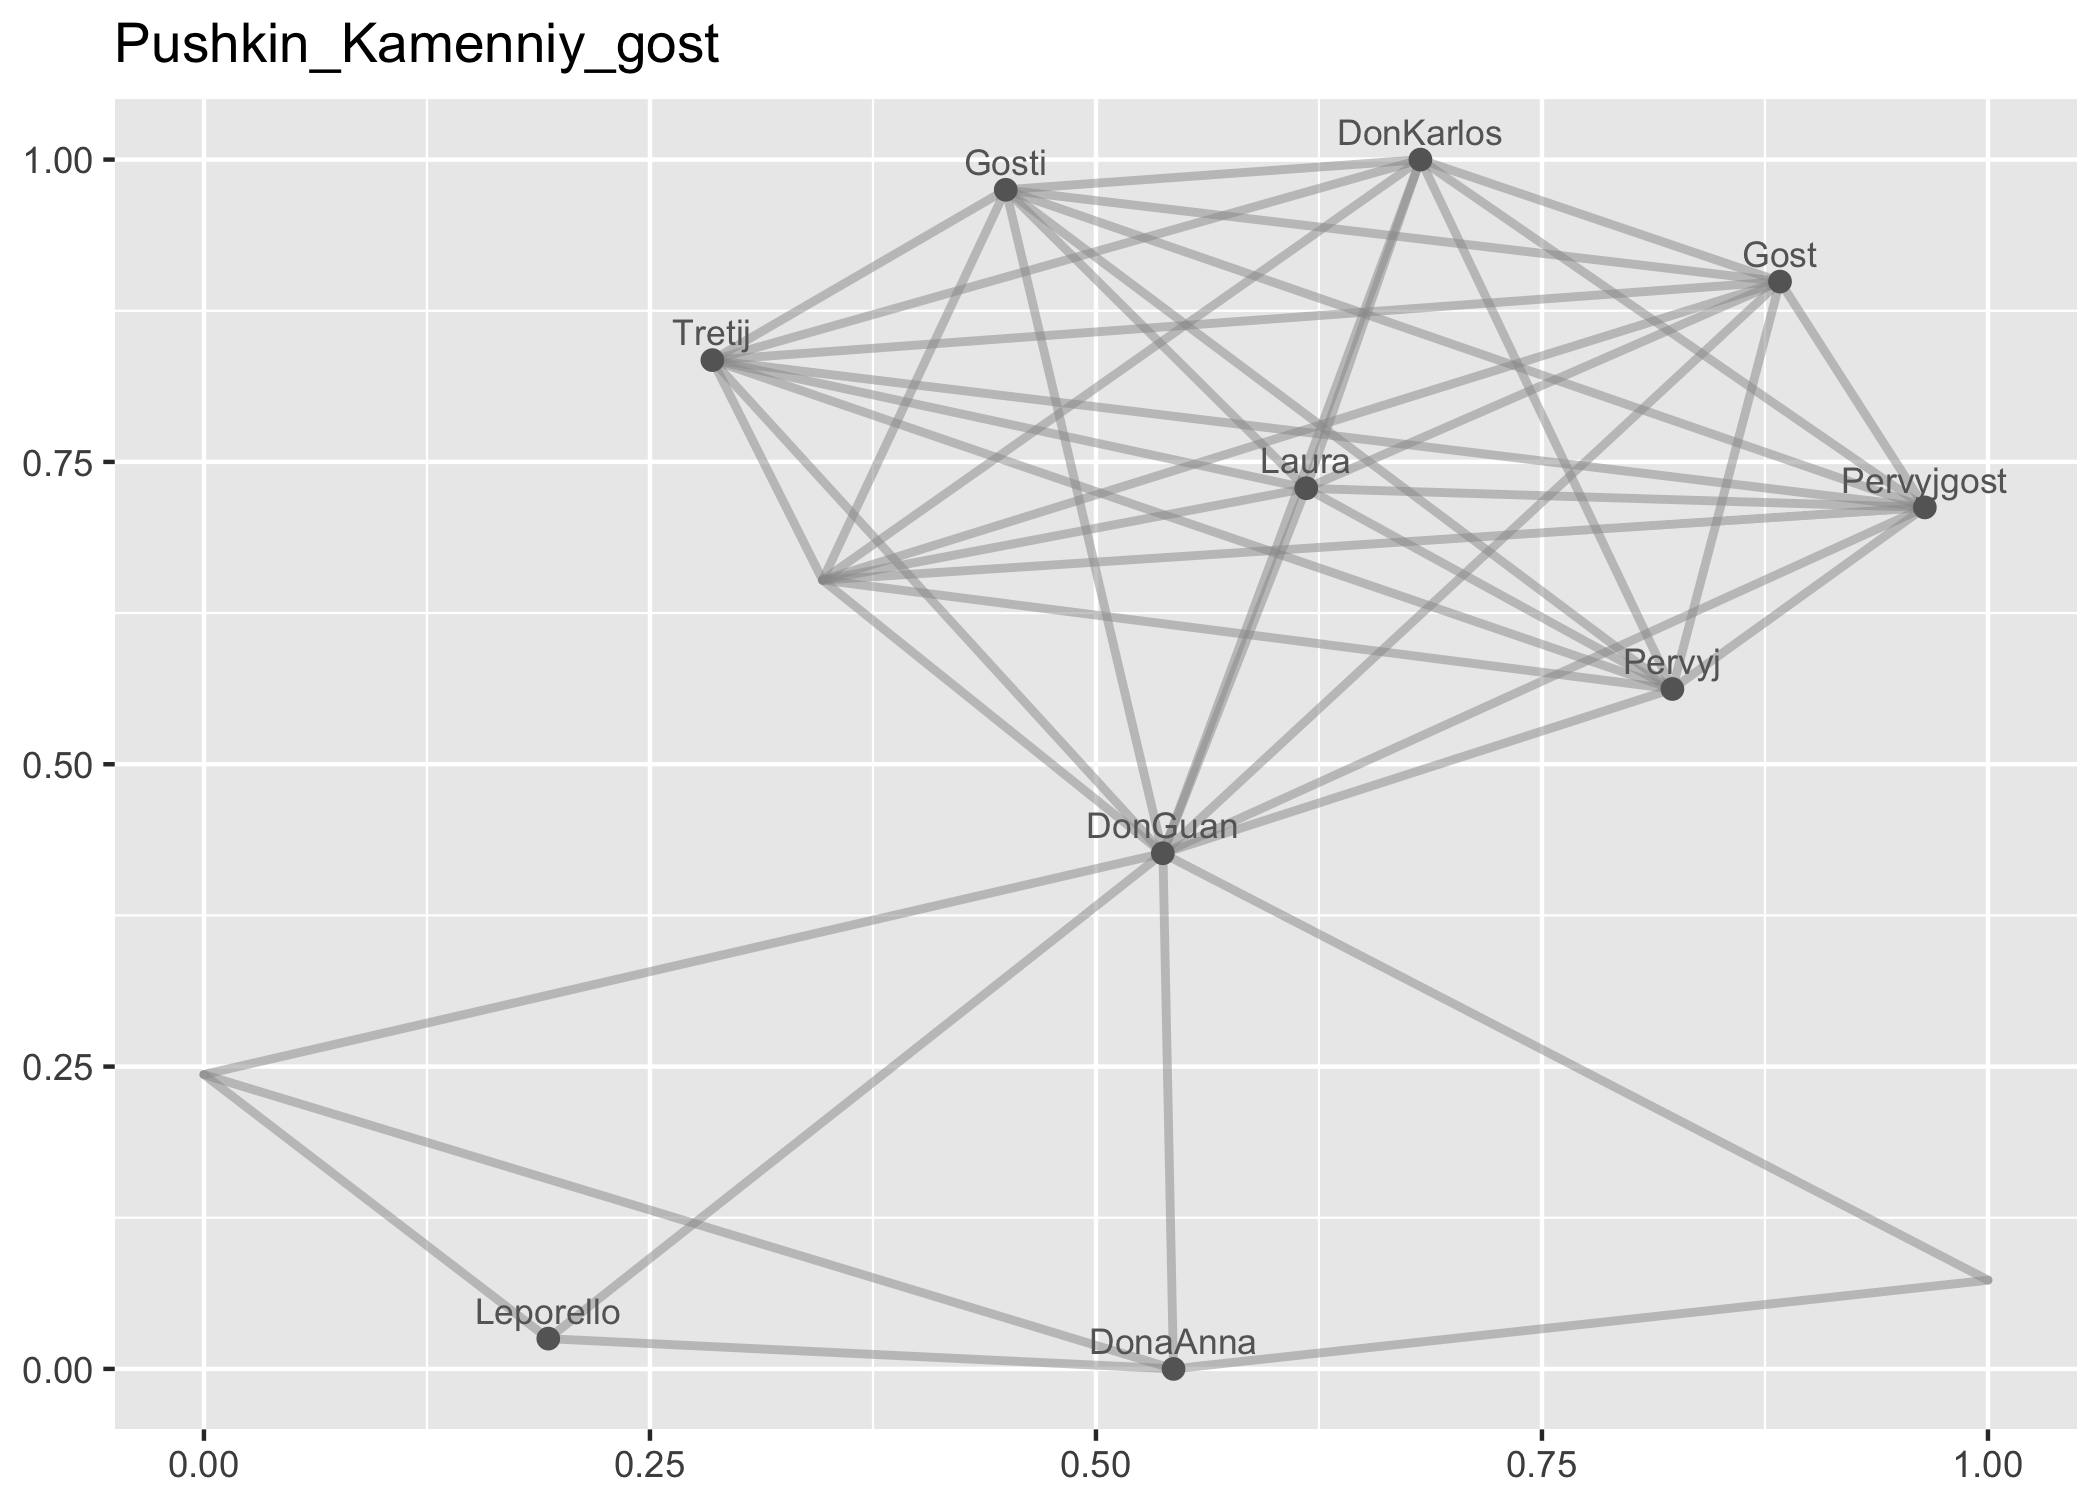 Pushkin_Kamenniy_gost
DonKarlos
Gosti
Gost
Tretij
Laura
Pervyjgost
Pervyj
DonGuan
Leporello
DonaAnna
1.00
0.75
0.50
0.25
0.00
0.00 0.25 0.50 0.75 1.00